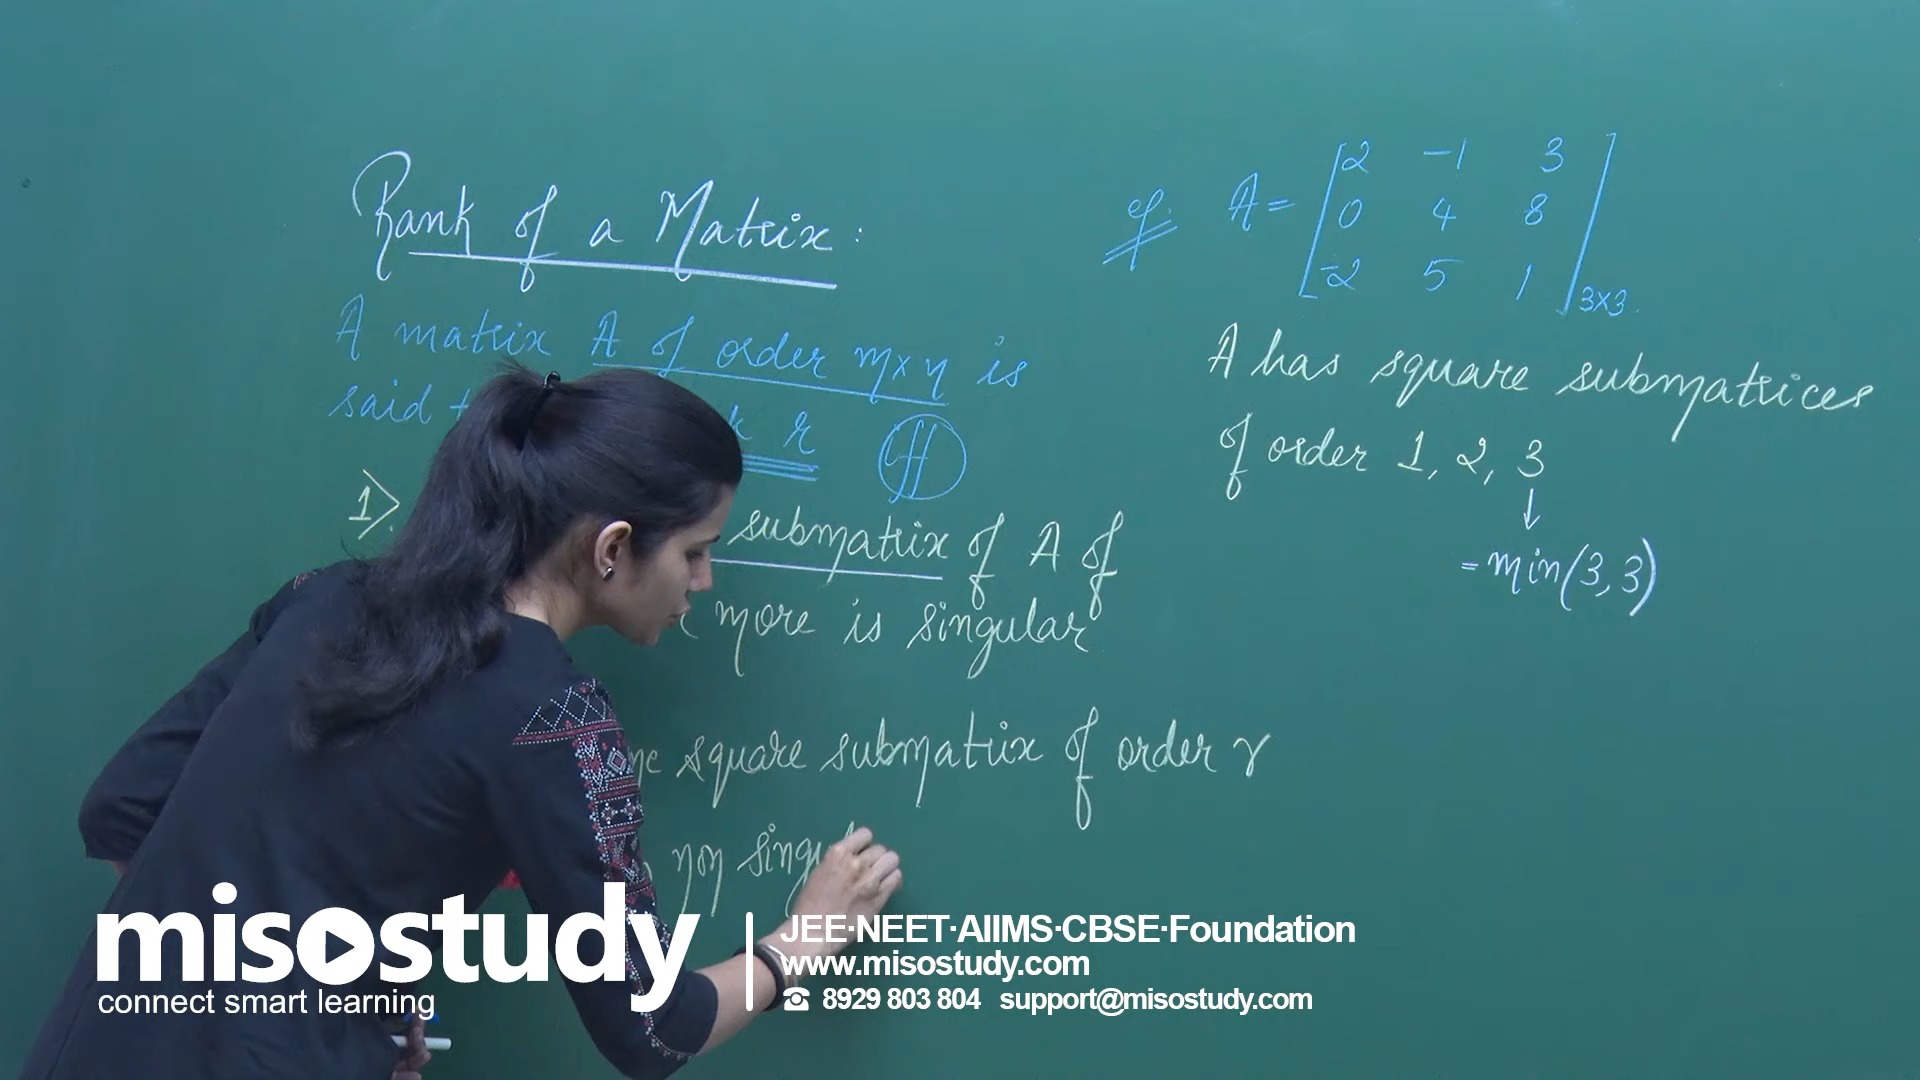 Rank of a Matrix :
A matrix A of order m×n is
said r iff
1> submatrix of A of
more is singular
square submatrix of order r
non
eg. A = [2 -1 3
0 4 8
-2 5 1] 3×3.
A has square submatrices
of order 1, 2, 3
↓
= min(3,3)
misostudy
connect smart learning
JEE·NEET·AIIMS·CBSE·Foundation
www.misostudy.com
☎ 8929 803 804 support@misostudy.com